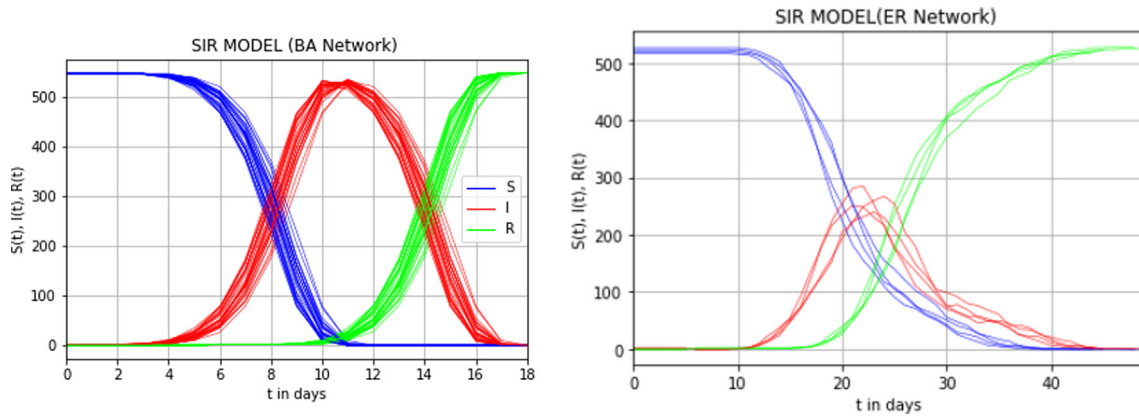 SIR MODEL (BA Network)
S(t), I(t), R(t)
500
400
300
200
100
0
S
I
R
0 2 4 6 8 10 12 14 16 18
t in days
SIR MODEL(ER Network)
S(t), I(t), R(t)
500
400
300
200
100
0
0 10 20 30 40
t in days